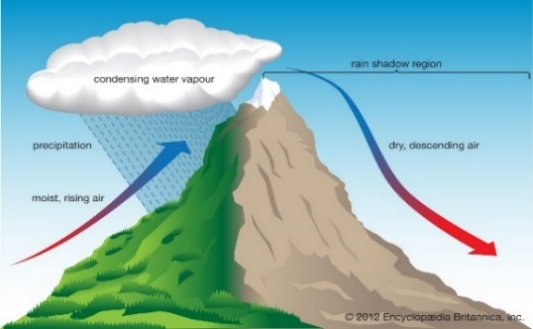 rain shadow region
condensing water vapour
precipitation
dry, descending air
moist, rising air
© 2012 Encyclopædia Britannica, Inc.